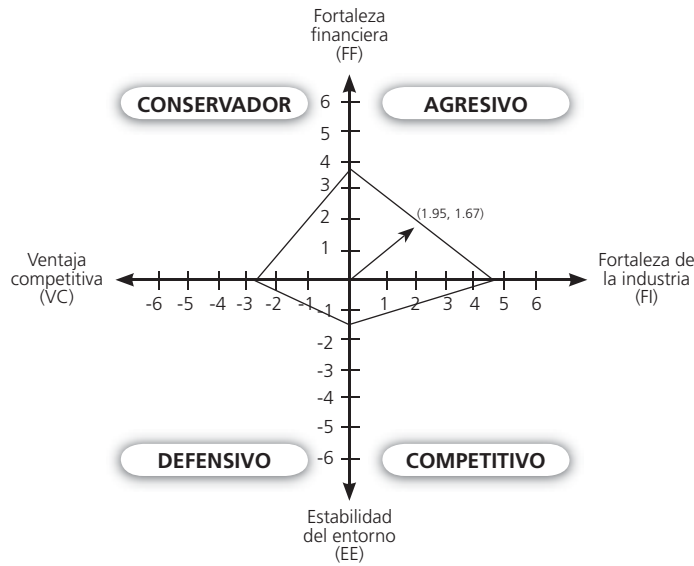 Fortaleza
financiera
(FF)
CONSERVADOR
AGRESIVO
6
5
4
3
2
1
(1.95, 1.67)
Ventaja
competitiva
(VC)
Fortaleza de
la industria
(FI)
-6 -5 -4 -3 -2 -1 1 2 3 4 5 6
-1
-2
-3
-4
-5
-6
DEFENSIVO
COMPETITIVO
Estabilidad
del entorno
(EE)